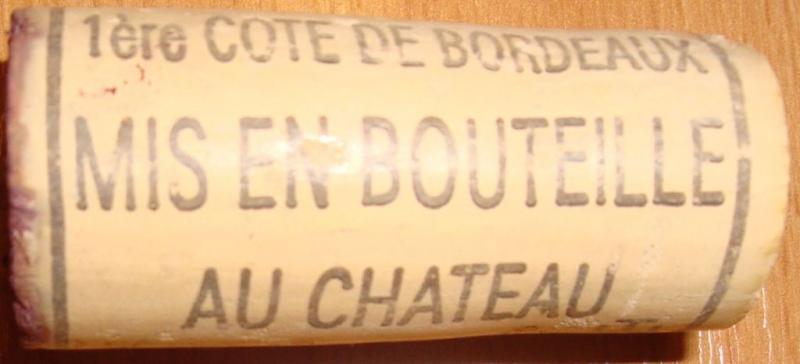 1ère COTE DE BORDEAUX
MIS EN BOUTEILLE
AU CHATEAU